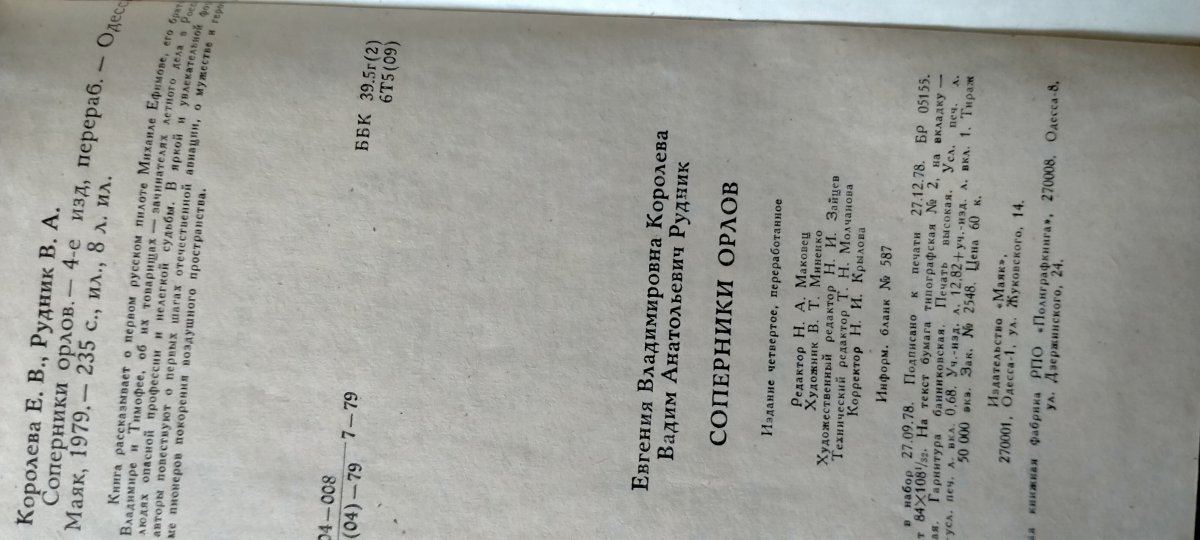 Королева Е. В., Рудник В. А.
Соперники орлов. — 4-е изд, перераб. — Одесса
Маяк, 1979. — 235 с., ил., 8 л. ил.
Книга рассказывает о первом русском пилоте Михаиле Ефимове, его брать
Владимире и Тимофее, об их товарищах — зачинателях летного дела в Росс
людях опасной профессии и нелегкой судьбы. В яркой и увлекательной фор
авторы повествуют о первых шагах отечественной авиации, о мужестве и герои
ме пионеров покорения воздушного пространства.
04—008
(04)—79 7—79
ББК 39.5г(2)
6Т5(09)
Евгения Владимировна Королева
Вадим Анатольевич Рудник
СОПЕРНИКИ ОРЛОВ
Издание четвертое, переработанное
Редактор Н. А. Маковец
Художник В. Т. Миненко
Художественный редактор Н. И. Зайцев
Технический редактор Т. Н. Молчанова
Корректор Н. И. Крылова
Информ. бланк № 587
в набор 27.09.78. Подписано к печати 27.12.78. БР 05155.
т 84×108¹/₃₂. На текст бумага типографская № 2, на вкладку —
ая. Гарнитура банниковская. Печать высокая. Усл. печ. л.
усл. печ. л. вкл. 0,68. Уч.-изд. л. 12,82+уч.-изд. л. вкл. 1. Тираж
50 000 экз. Зак. № 2548. Цена 60 к.
Издательство «Маяк»,
270001, Одесса-1, ул. Жуковского, 14.
ая книжная фабрика РПО «Полиграфкнига», 270008, Одесса-8,
ул. Дзержинского, 24.